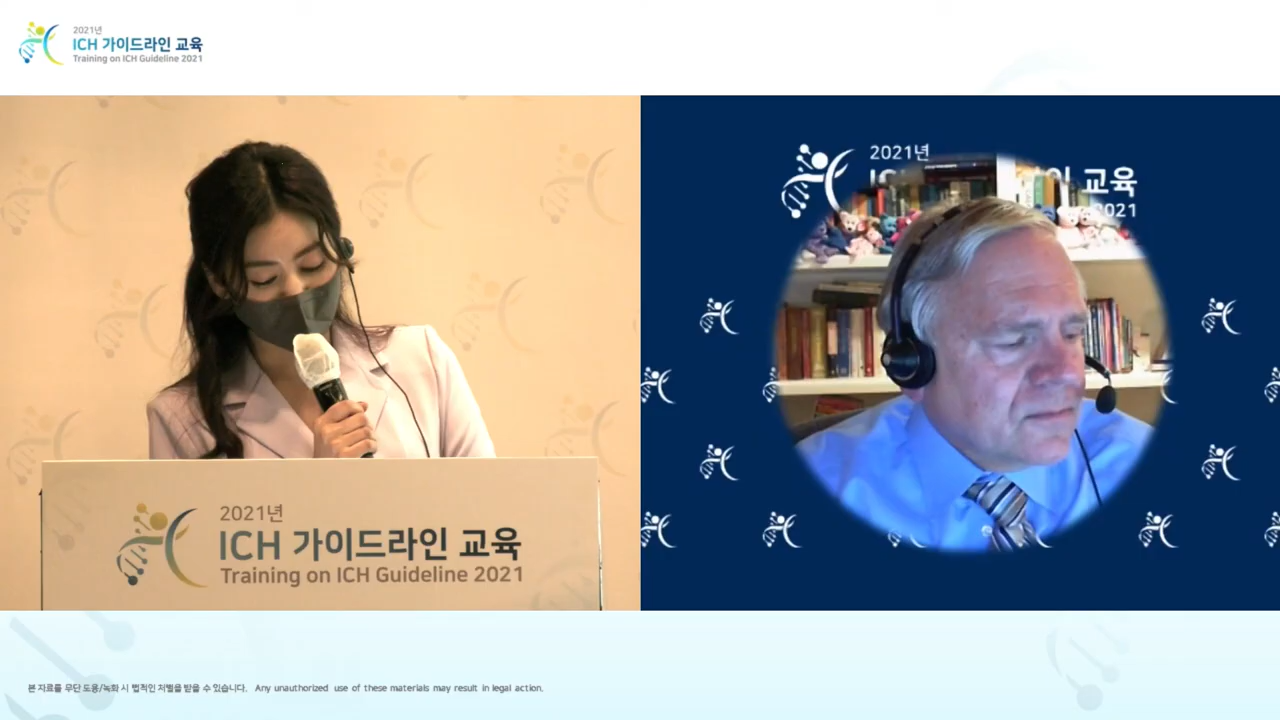 2021년
ICH 가이드라인 교육
Training on ICH Guideline 2021
2021년
교육
2021
2021년
ICH 가이드라인 교육
Training on ICH Guideline 2021
본 자료를 무단 도용/녹화 시 법적인 처벌을 받을 수 있습니다. Any unauthorized use of these materials may result in legal action.